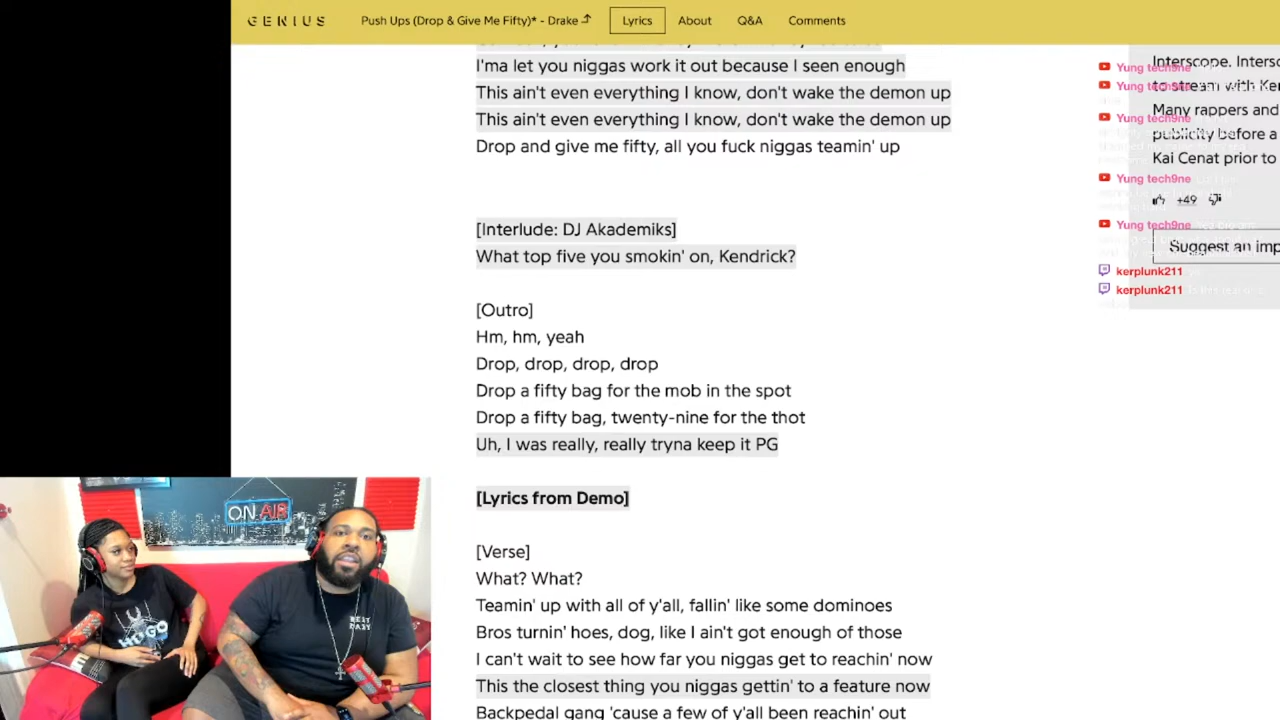 GENIUS
Push Ups (Drop & Give Me Fifty)* - Drake
Lyrics
About
Q&A
Comments
I'ma let you niggas work it out because I seen enough
This ain't even everything I know, don't wake the demon up
This ain't even everything I know, don't wake the demon up
Drop and give me fifty, all you fuck niggas teamin' up
[Interlude: DJ Akademiks]
What top five you smokin' on, Kendrick?
[Outro]
Hm, hm, yeah
Drop, drop, drop, drop
Drop a fifty bag for the mob in the spot
Drop a fifty bag, twenty-nine for the thot
Uh, I was really, really tryna keep it PG
[Lyrics from Demo]
[Verse]
What? What?
Teamin' up with all of y'all, fallin' like some dominoes
Bros turnin' hoes, dog, like I ain't got enough of those
I can't wait to see how far you niggas get to reachin' now
This the closest thing you niggas gettin' to a feature now
Backpedal gang 'cause a few of y'all been reachin' out
Interscope. Intersc
to stream with Ken
Many rappers and
publicity before a
Kai Cenat prior to
+49
Suggest an imp
Yung tech9ne
Yung tech9ne
Yung tech9ne
Yung tech9ne
Yung tech9ne
kerplunk211
kerplunk211
ON AIR
BEST